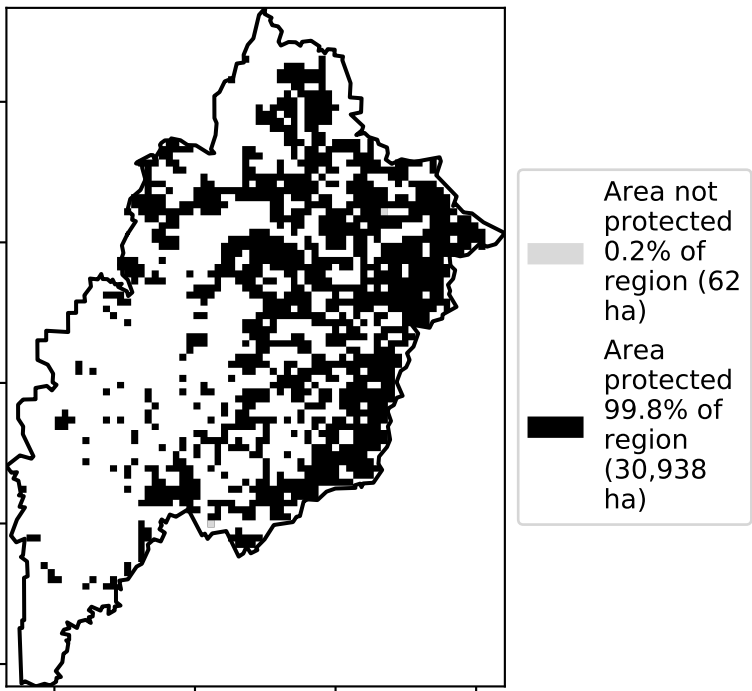 Area not
protected
0.2% of
region (62
ha)
Area
protected
99.8% of
region
(30,938
ha)